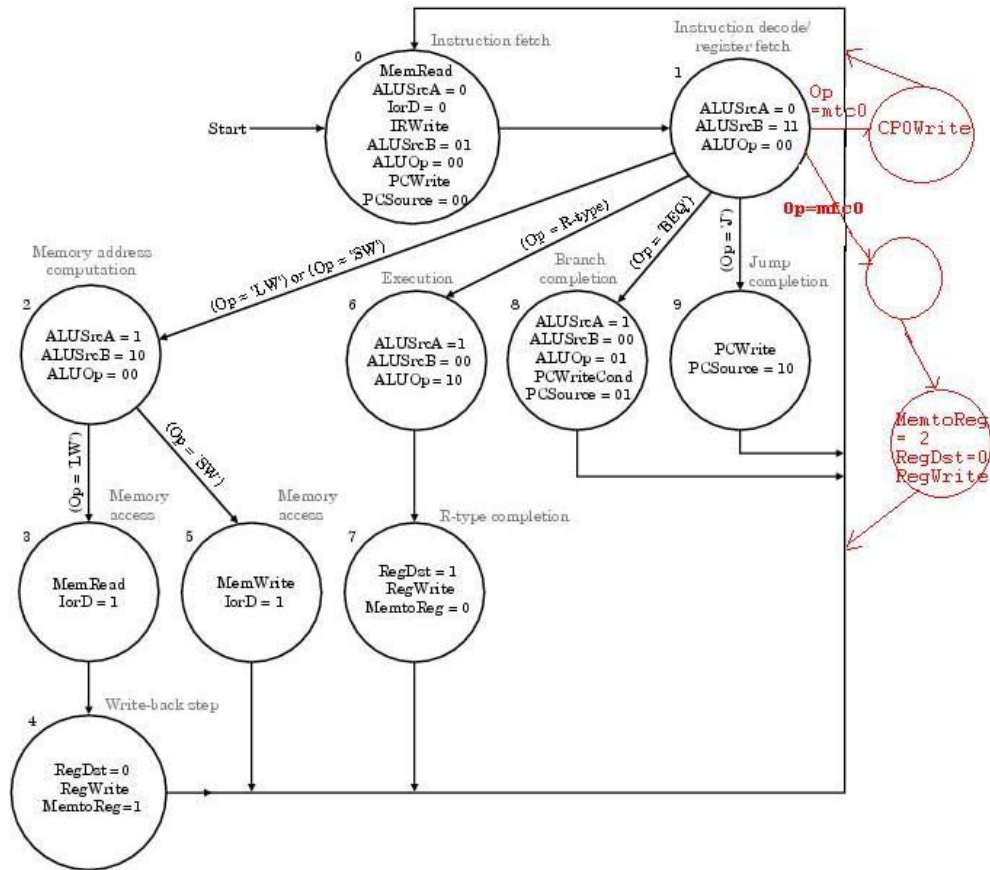 Instruction fetch
0
MemRead
ALUSrcA = 0
IorD = 0
IRWrite
ALUSrcB = 01
ALUOp = 00
PCWrite
PCSource = 00
Start
Instruction decode/
register fetch
1
ALUSrcA = 0
ALUSrcB = 11
ALUOp = 00
Op
=mtc0
CP0Write
Op=mfc0
(Op = 'LW') or (Op = 'SW')
(Op = R-type)
(Op = 'BEQ')
(Op = 'J')
Memory address
computation
2
ALUSrcA = 1
ALUSrcB = 10
ALUOp = 00
Execution
6
ALUSrcA =1
ALUSrcB = 00
ALUOp = 10
Branch
completion
8
ALUSrcA = 1
ALUSrcB = 00
ALUOp = 01
PCWriteCond
PCSource = 01
Jump
completion
9
PCWrite
PCSource = 10
MemtoReg
= 2
RegDst=0
RegWrite
(Op = 'LW')
(Op = 'SW')
Memory
access
3
MemRead
IorD = 1
Memory
access
5
MemWrite
IorD = 1
R-type completion
7
RegDst = 1
RegWrite
MemtoReg = 0
Write-back step
4
RegDst = 0
RegWrite
MemtoReg=1